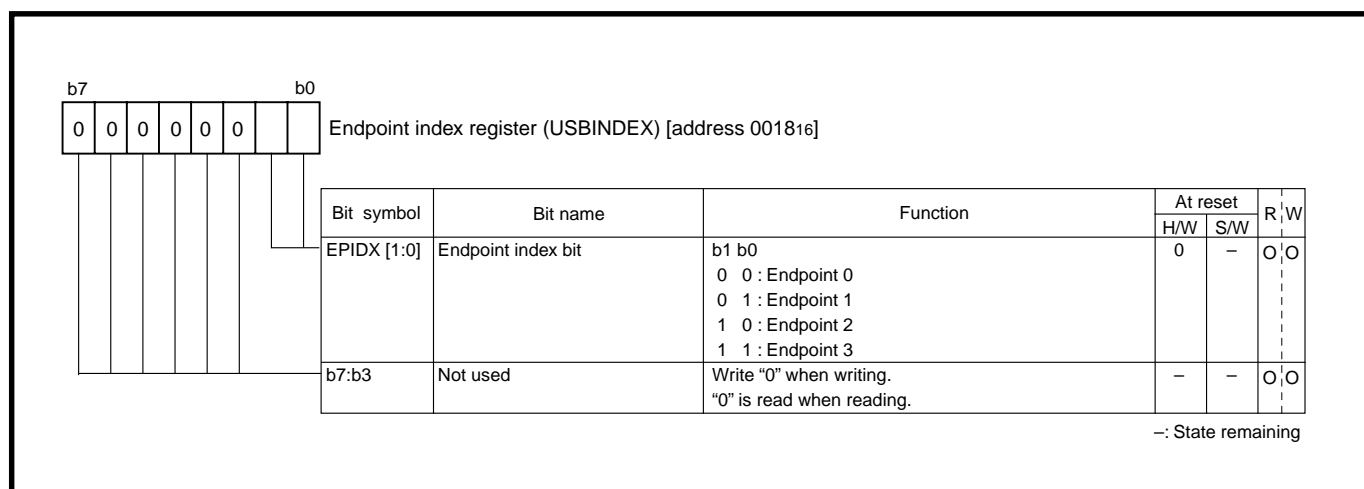 b7 b0
0 0 0 0 0 0 Endpoint index register (USBINDEX) [address 001816]
Bit symbol Bit name Function At reset R W
H/W S/W
EPIDX [1:0] Endpoint index bit b1 b0 0 – O O
0 0 : Endpoint 0
0 1 : Endpoint 1
1 0 : Endpoint 2
1 1 : Endpoint 3
b7:b3 Not used Write “0” when writing. – – O O
“0” is read when reading.
–: State remaining